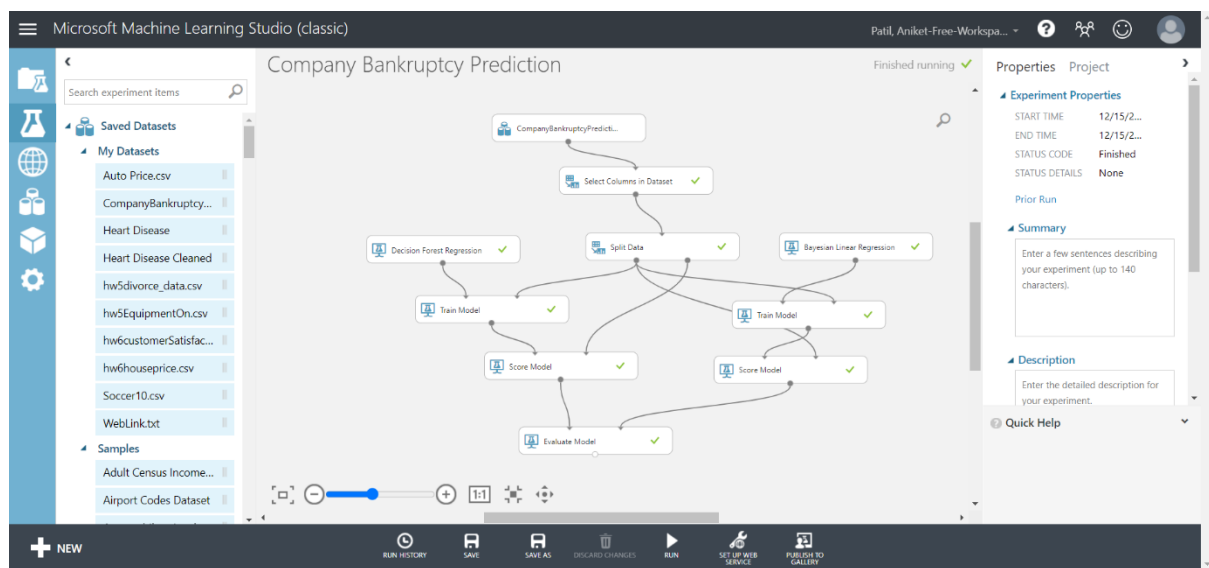 Microsoft Machine Learning Studio (classic)
Patil, Aniket-Free-Workspa...
Search experiment items
Saved Datasets
My Datasets
Auto Price.csv
CompanyBankruptcy...
Heart Disease
Heart Disease Cleaned
hw5divorce_data.csv
hw5EquipmentOn.csv
hw6customerSatisfac...
hw6houseprice.csv
Soccer10.csv
WebLink.txt
Samples
Adult Census Income...
Airport Codes Dataset
Company Bankruptcy Prediction
Finished running
CompanyBankruptcyPredicti...
Select Columns in Dataset
Decision Forest Regression
Split Data
Bayesian Linear Regression
Train Model
Train Model
Score Model
Score Model
Evaluate Model
1:1
Properties Project
Experiment Properties
START TIME 12/15/2...
END TIME 12/15/2...
STATUS CODE Finished
STATUS DETAILS None
Prior Run
Summary
Enter a few sentences describing
your experiment (up to 140
characters).
Description
Enter the detailed description for
your experiment.
Quick Help
NEW
RUN HISTORY
SAVE
SAVE AS
DISCARD CHANGES
RUN
SET UP WEB
SERVICE
PUBLISH TO
GALLERY